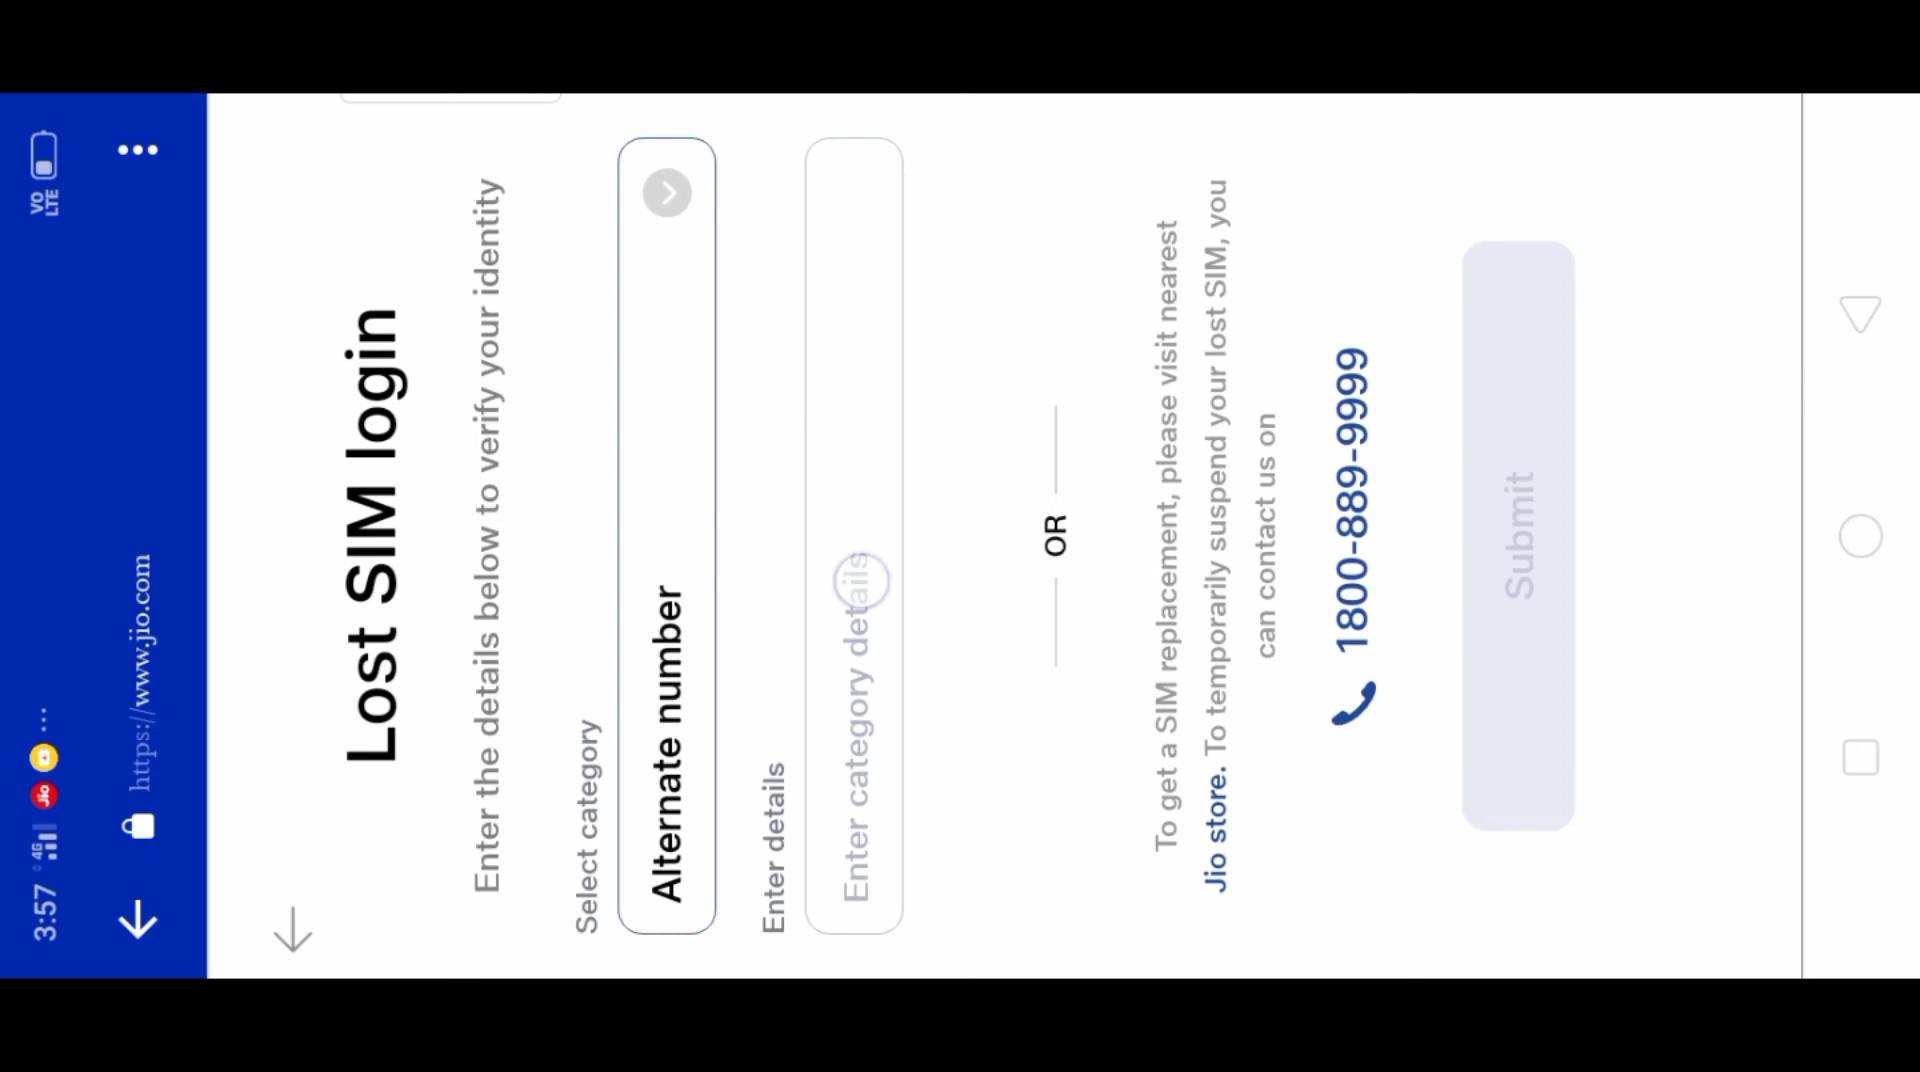 3:57 4G Jio ... VO LTE
https://www.jio.com
Lost SIM login
Enter the details below to verify your identity
Select category
Alternate number
Enter details
Enter category details
OR
To get a SIM replacement, please visit nearest
Jio store. To temporarily suspend your lost SIM, you
can contact us on
1800-889-9999
Submit